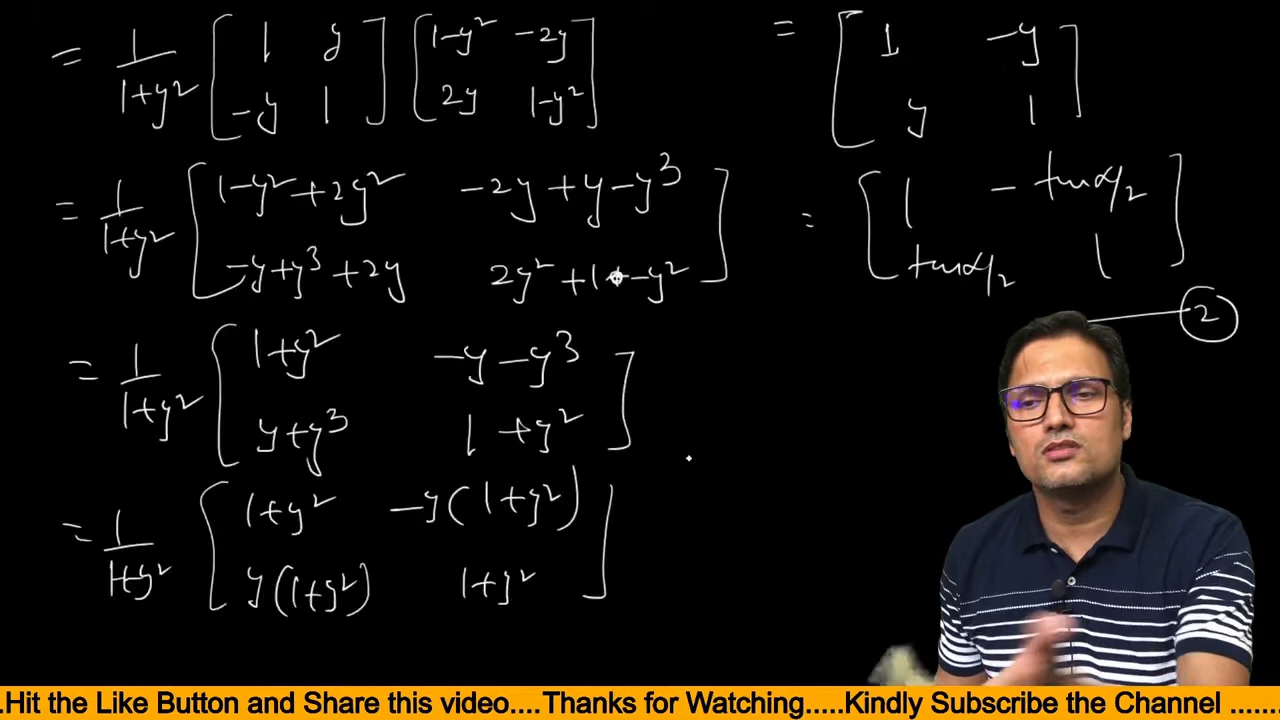 = 1/(1+y²) [1 y; -y 1] [1-y² -2y; 2y 1-y²]
= 1/(1+y²) [1-y²+2y² -2y+y-y³; -y+y³+2y 2y²+1-y²]
= 1/(1+y²) [1+y² -y-y³; y+y³ 1+y²]
= 1/(1+y²) [1+y² -y(1+y²); y(1+y²) 1+y²]
= [1 -y; y 1]
= [1 -tanα/2; tanα/2 1]
②
.Hit the Like Button and Share this video....Thanks for Watching.....Kindly Subscribe the Channel .......